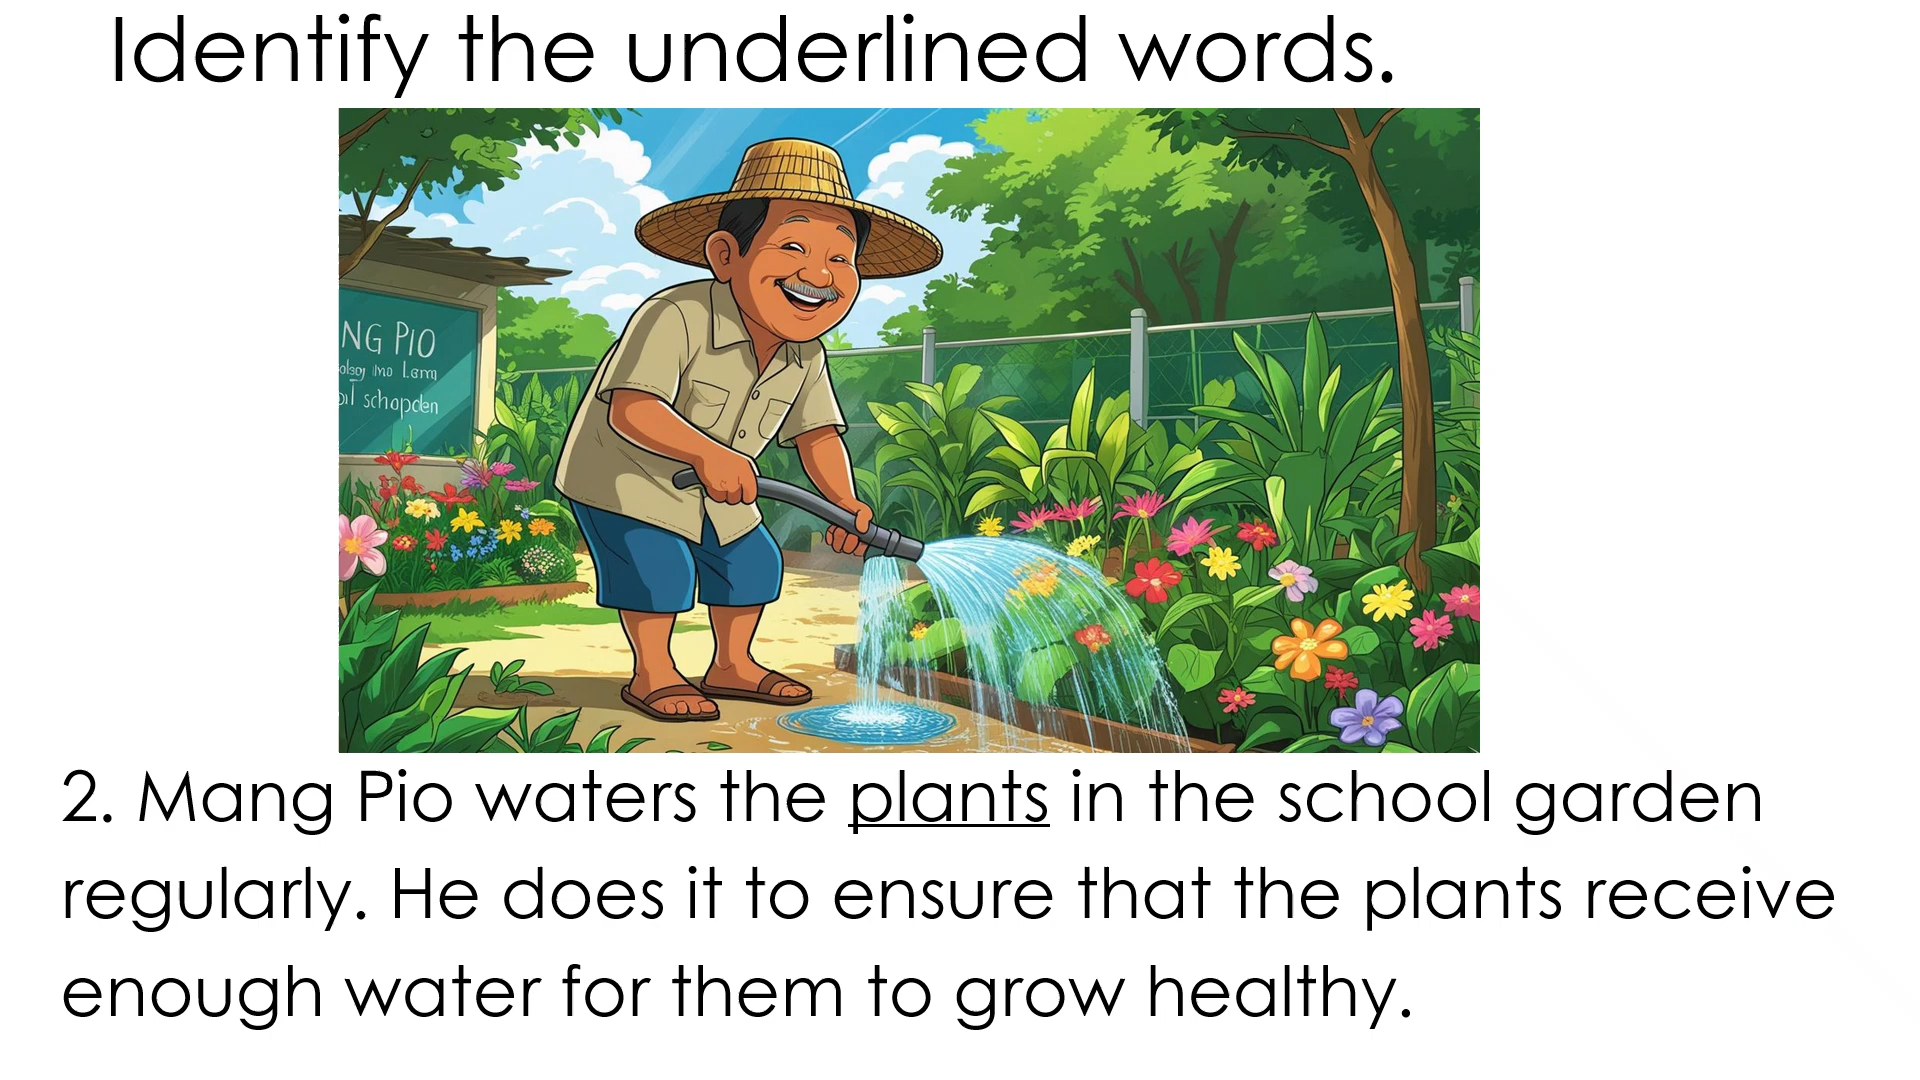 Identify the underlined words.
NG PIO
schopden
2. Mang Pio waters the plants in the school garden
regularly. He does it to ensure that the plants receive
enough water for them to grow healthy.